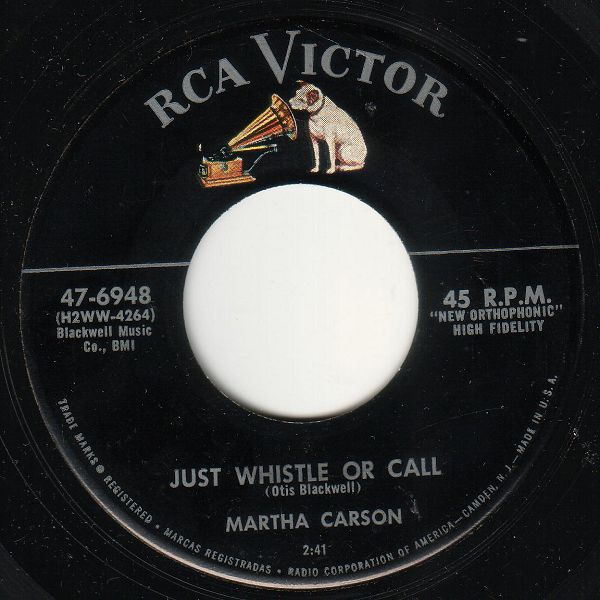 RCA VICTOR
47-6948
(H2WW-4264)
Blackwell Music
Co., BMI
45 R.P.M.
"NEW ORTHOPHONIC"
HIGH FIDELITY
JUST WHISTLE OR CALL
(Otis Blackwell)
MARTHA CARSON
2:41
TRADE MARKS ® REGISTERED • MARCAS REGISTRADAS • RADIO CORPORATION OF AMERICA—CAMDEN, N. J.—MADE IN U.S.A.